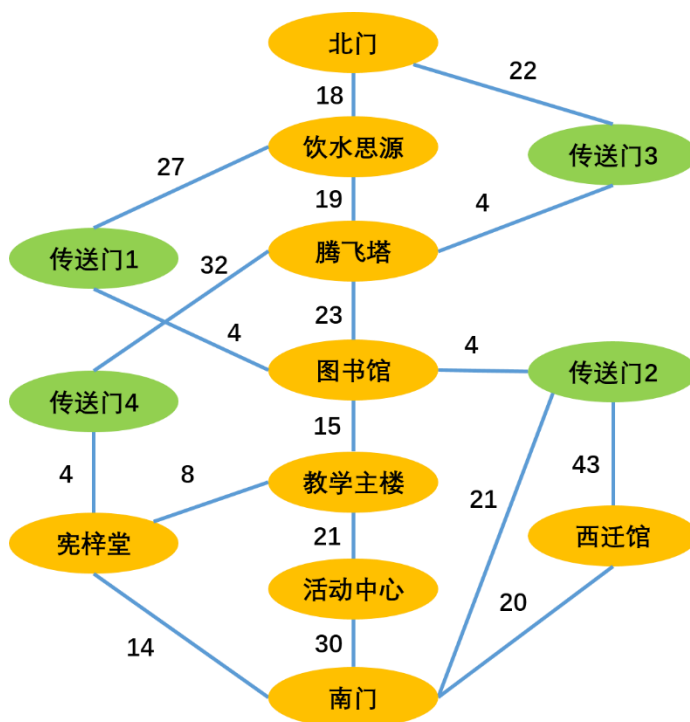 北门
22
18
饮水思源
传送门3
27
19
4
传送门1
32
腾飞塔
23
4
4
图书馆
传送门2
传送门4
15
4
8
教学主楼
43
21
21
宪梓堂
西迁馆
活动中心
20
14
30
南门